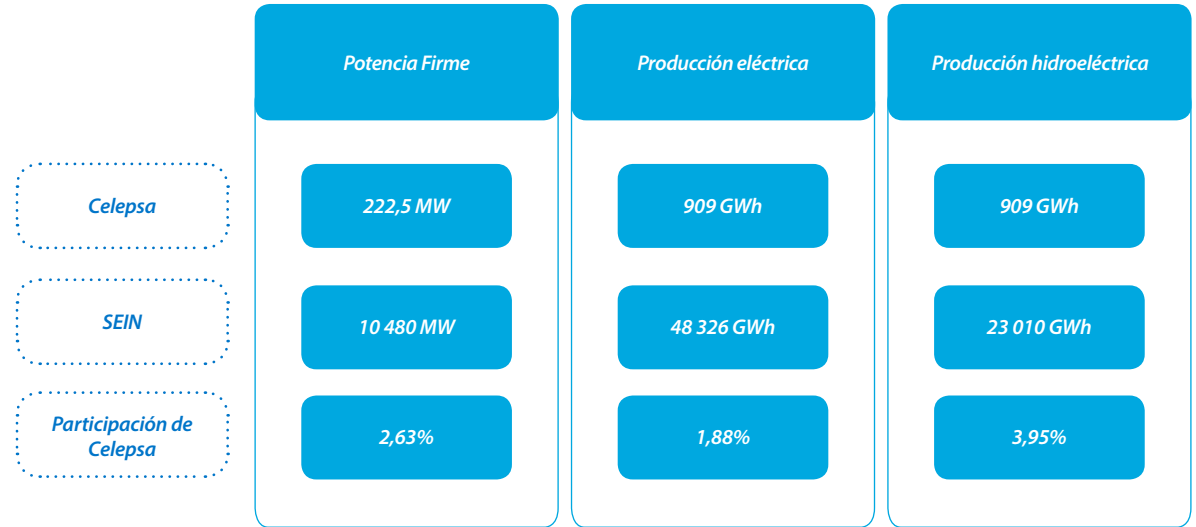 Potencia Firme
Producción eléctrica
Producción hidroeléctrica
Celepsa
222,5 MW
909 GWh
909 GWh
SEIN
10 480 MW
48 326 GWh
23 010 GWh
Participación de
Celepsa
2,63%
1,88%
3,95%